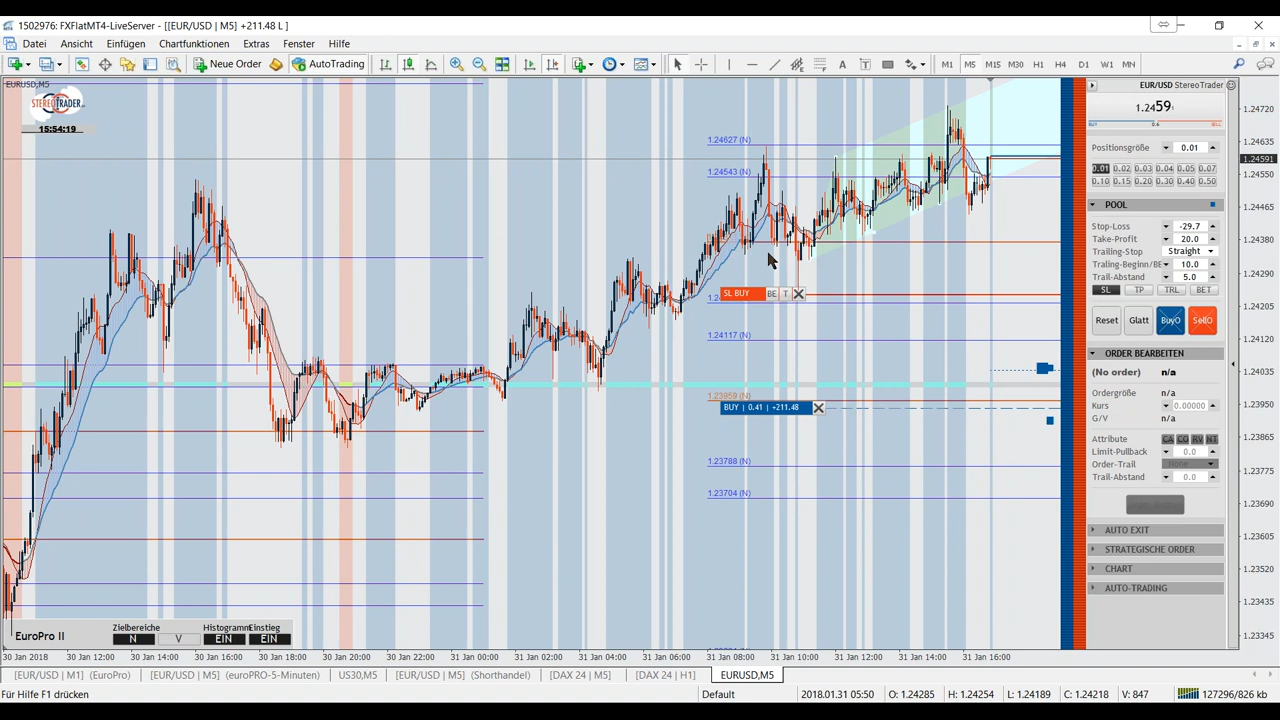 1502976: FXFlatMT4-LiveServer - [[EUR/USD | M5] +211.48 L ]
Datei Ansicht Einfügen Chartfunktionen Extras Fenster Hilfe
Neue Order AutoTrading M1 M5 M15 M30 H1 H4 D1 W1 MN
EURUSD,M5
STEREOTRADER
15:54:19
1.24627 (N)
1.24543 (N)
SL BUY BE T
1.24117 (N)
1.23959 (N)
BUY | 0.41 | +211.48
1.23788 (N)
1.23704 (N)
EuroPro II
Zielbereiche Histogramm Einstieg
N V EIN EIN
EUR/USD StereoTrader
1.2459
BUY 0.6 SELL
Positionsgröße 0.01
0.01 0.02 0.03 0.04 0.05 0.07
0.10 0.15 0.20 0.30 0.40 0.50
POOL
Stop-Loss -29.7
Take-Profit 20.0
Trailing-Stop Straight
Traling-Beginn/BE 10.0
Trail-Abstand 5.0
SL TP TRL BET
Reset Glatt BuyO SellO
ORDER BEARBEITEN
(No order) n/a
Ordergröße n/a
Kurs 0.00000
G/V n/a
Attribute CA CO RV NT
Limit-Pullback 0.0
Order-Trail None
Trail-Abstand 0.0
AUTO EXIT
STRATEGISCHE ORDER
CHART
AUTO-TRADING
1.24720
1.24635
1.24591
1.24550
1.24465
1.24380
1.24290
1.24205
1.24120
1.24035
1.23950
1.23865
1.23775
1.23690
1.23605
1.23520
1.23435
1.23345
30 Jan 2018 30 Jan 12:00 30 Jan 14:00 30 Jan 16:00 30 Jan 18:00 30 Jan 20:00 30 Jan 22:00 31 Jan 00:00 31 Jan 02:00 31 Jan 04:00 31 Jan 06:00 31 Jan 08:00 31 Jan 10:00 31 Jan 12:00 31 Jan 14:00 31 Jan 16:00
[EUR/USD | M1] (EuroPro) [EUR/USD | M5] (euroPRO-5-Minuten) US30,M5 [EUR/USD | M5] (Shorthandel) [DAX 24 | M5] [DAX 24 | H1] EURUSD,M5
Für Hilfe F1 drücken Default 2018.01.31 05:50 O: 1.24285 H: 1.24254 L: 1.24189 C: 1.24218 V: 847 127296/826 kb